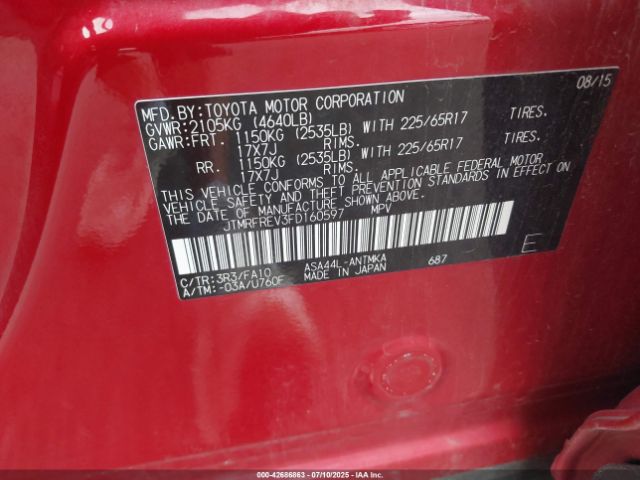 MFD.BY:TOYOTA MOTOR CORPORATION 08/15
GVWR:2105KG (4640LB)
GAWR:FRT. 1150KG (2535LB) WITH 225/65R17 TIRES.
17X7J RIMS.
RR. 1150KG (2535LB) WITH 225/65R17 TIRES.
17X7J RIMS.
THIS VEHICLE CONFORMS TO ALL APPLICABLE FEDERAL MOTOR
VEHICLE SAFETY AND THEFT PREVENTION STANDARDS IN EFFECT ON
THE DATE OF MANUFACTURE SHOWN ABOVE.
JTMRFREV3FD160597 MPV
E
C/TR:3R3/FA10 ASA44L-ANTMKA 687
A/TM:-03A/U760F MADE IN JAPAN
000-42686863 | 07/10/2025 | IAA Inc.